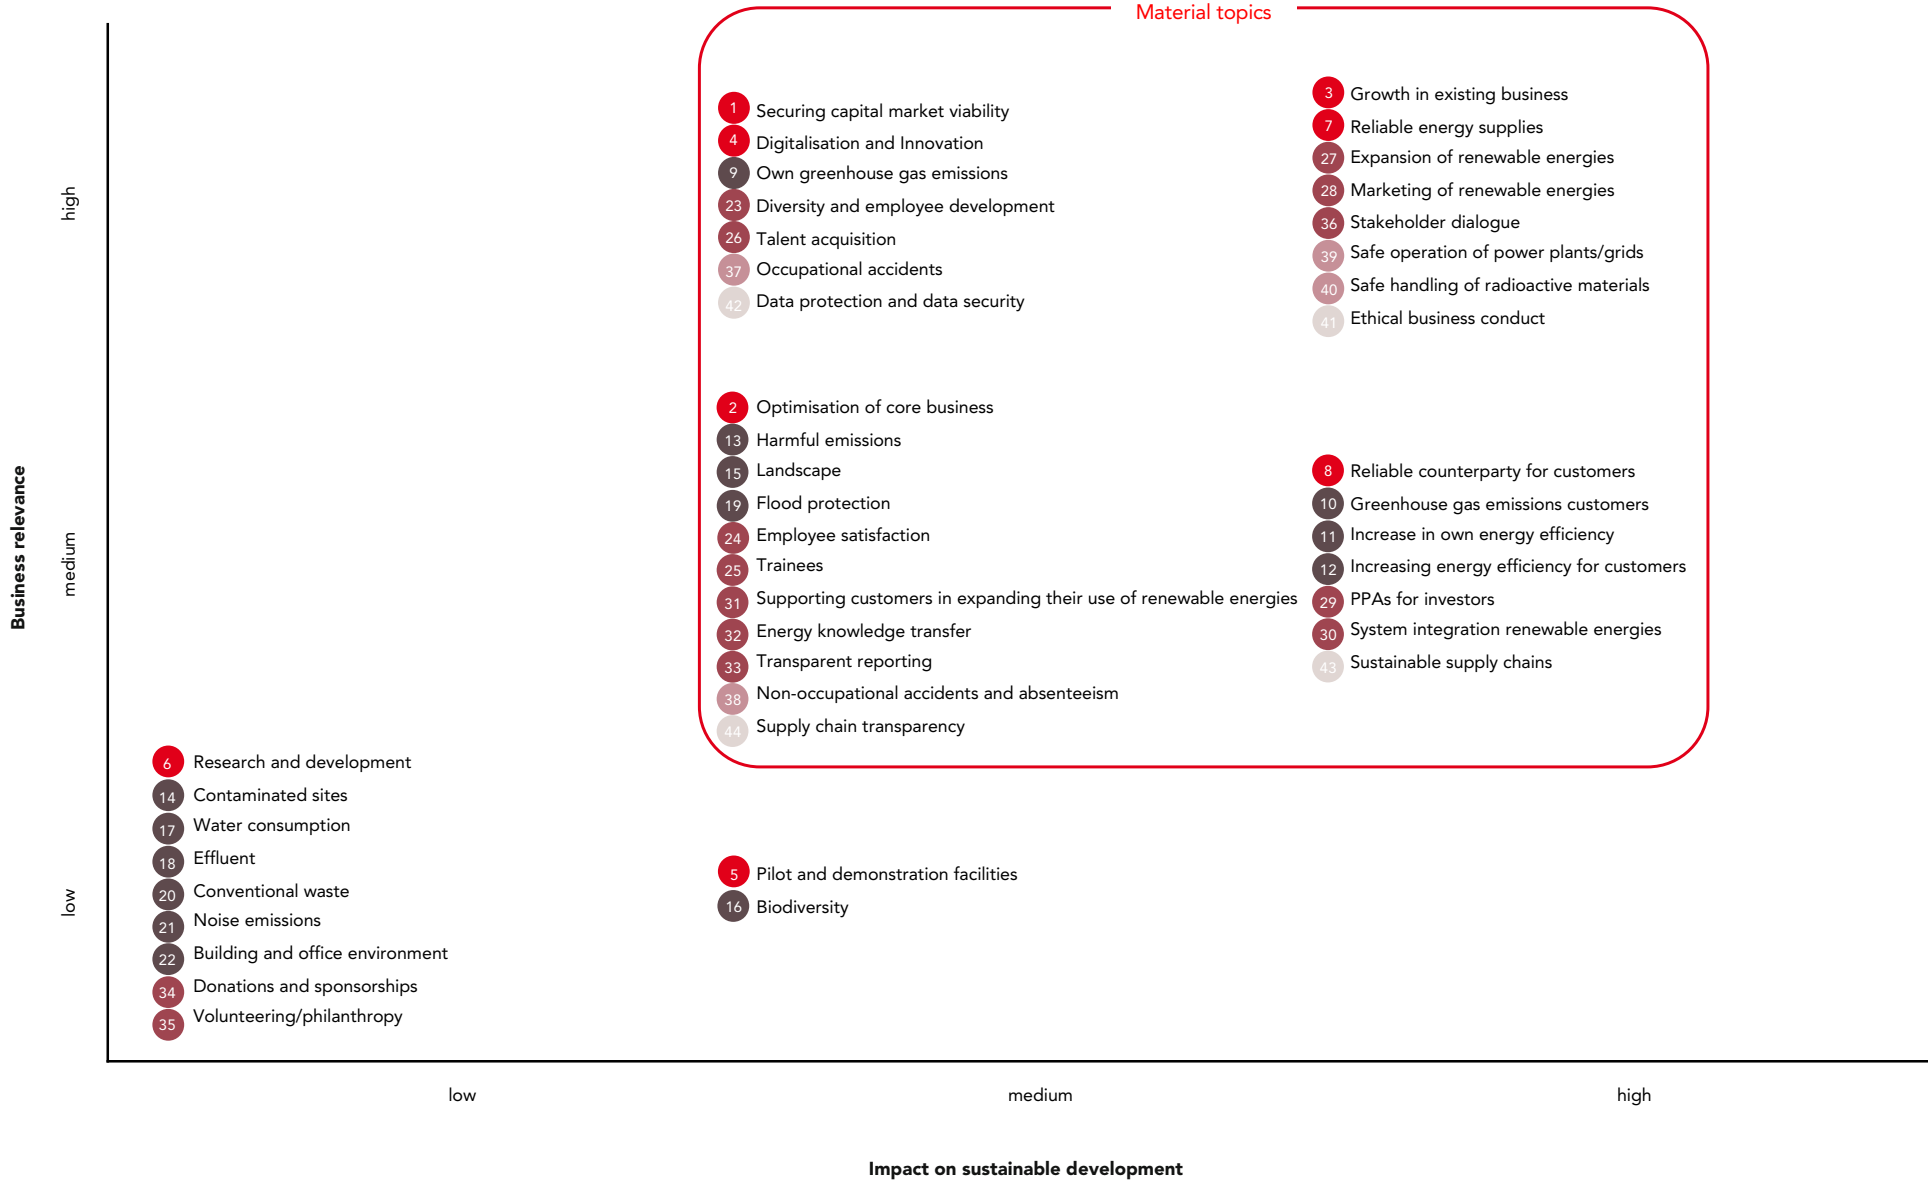 Material topics
1 Securing capital market viability
4 Digitalisation and Innovation
9 Own greenhouse gas emissions
23 Diversity and employee development
26 Talent acquisition
37 Occupational accidents
42 Data protection and data security
3 Growth in existing business
7 Reliable energy supplies
27 Expansion of renewable energies
28 Marketing of renewable energies
36 Stakeholder dialogue
39 Safe operation of power plants/grids
40 Safe handling of radioactive materials
41 Ethical business conduct
high
2 Optimisation of core business
13 Harmful emissions
15 Landscape
19 Flood protection
24 Employee satisfaction
25 Trainees
31 Supporting customers in expanding their use of renewable energies
32 Energy knowledge transfer
33 Transparent reporting
38 Non-occupational accidents and absenteeism
44 Supply chain transparency
8 Reliable counterparty for customers
10 Greenhouse gas emissions customers
11 Increase in own energy efficiency
12 Increasing energy efficiency for customers
29 PPAs for investors
30 System integration renewable energies
43 Sustainable supply chains
Business relevance
medium
6 Research and development
14 Contaminated sites
17 Water consumption
18 Effluent
20 Conventional waste
21 Noise emissions
22 Building and office environment
34 Donations and sponsorships
35 Volunteering/philanthropy
5 Pilot and demonstration facilities
16 Biodiversity
low
low
medium
high
Impact on sustainable development